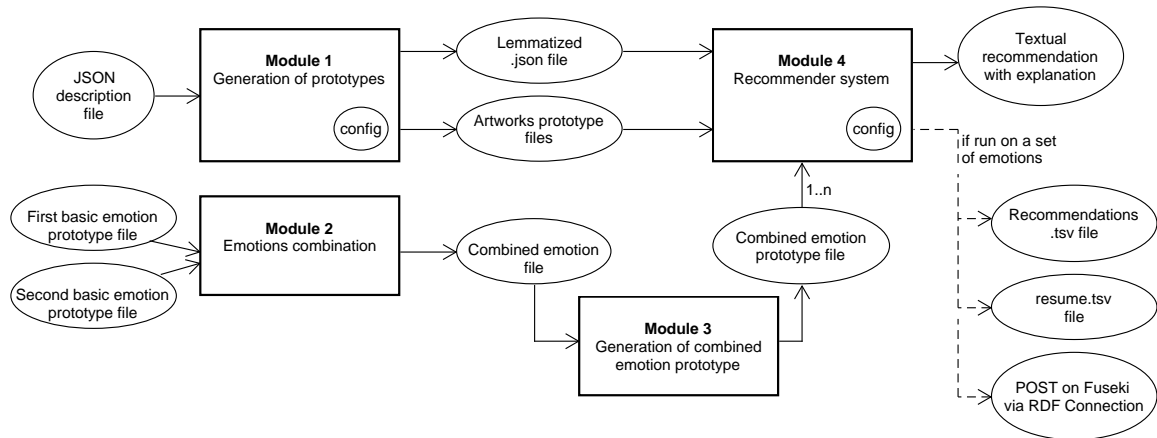 JSON
description
file
Module 1
Generation of prototypes
config
Lemmatized
.json file
Artworks prototype
files
Module 4
Recommender system
config
Textual
recommendation
with explanation
if run on a set
of emotions
First basic emotion
prototype file
Second basic emotion
prototype file
Module 2
Emotions combination
Combined emotion
file
Module 3
Generation of combined
emotion prototype
1..n
Combined emotion
prototype file
Recommendations
.tsv file
resume.tsv
file
POST on Fuseki
via RDF Connection